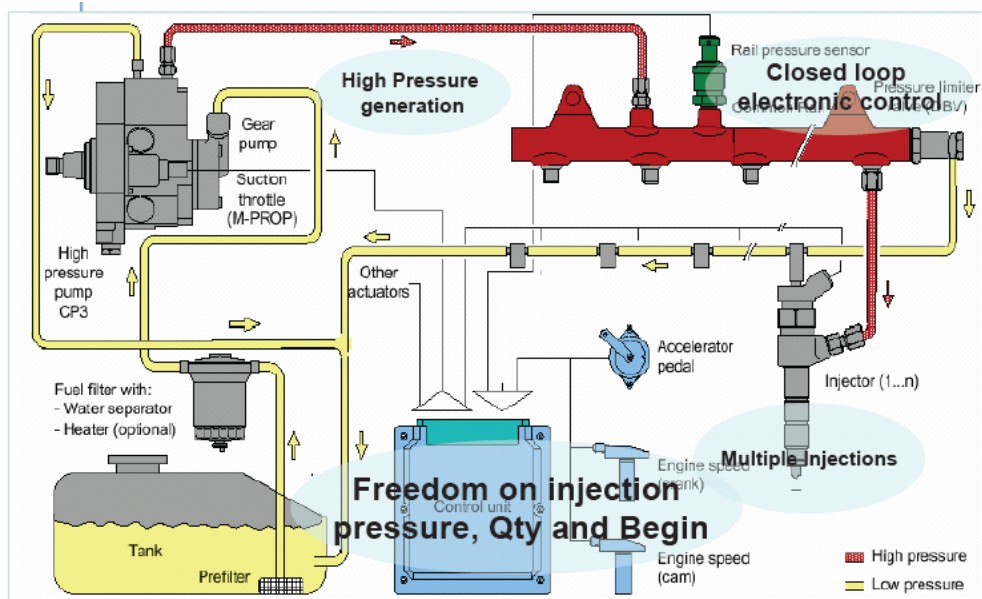 Rail pressure sensor
Closed loop
electronic control
Pressure limiter
High Pressure
generation
Gear
pump
Suction
throttle
(M-PROP)
High
pressure
pump
CP3
Other
actuators
Accelerator
pedal
Fuel filter with:
- Water separator
- Heater (optional)
Injector (1...n)
Multiple Injections
Engine speed
(crank)
Freedom on injection
pressure, Qty and Begin
Control unit
Tank
Prefilter
Engine speed
(cam)
High pressure
Low pressure